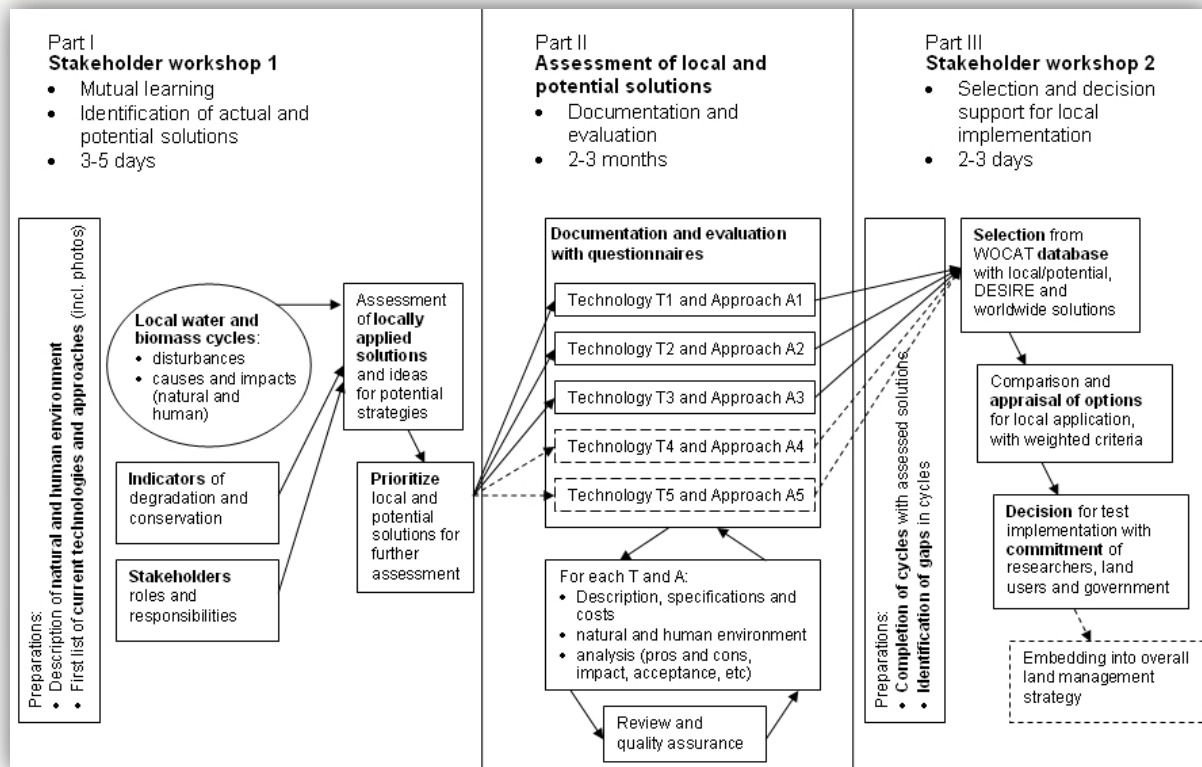 Part I
Stakeholder workshop 1
• Mutual learning
• Identification of actual and
potential solutions
• 3-5 days
Preparations:
• Description of natural and human environment
• First list of current technologies and approaches (incl. photos)
Local water and
biomass cycles:
• disturbances
• causes and impacts
(natural and
human)
Indicators of
degradation and
conservation
Stakeholders
roles and
responsibilities
Assessment
of locally
applied
solutions
and ideas
for potential
strategies
Prioritize
local and
potential
solutions for
further
assessment
Part II
Assessment of local and
potential solutions
• Documentation and
evaluation
• 2-3 months
Documentation and evaluation
with questionnaires
Technology T1 and Approach A1
Technology T2 and Approach A2
Technology T3 and Approach A3
Technology T4 and Approach A4
Technology T5 and Approach A5
For each T and A:
• Description, specifications and
costs
• natural and human environment
• analysis (pros and cons,
impact, acceptance, etc)
Review and
quality assurance
Part III
Stakeholder workshop 2
• Selection and decision
support for local
implementation
• 2-3 days
Preparations:
• Completion of cycles with assessed solutions
• Identification of gaps in cycles
Selection from
WOCAT database
with local/potential,
DESIRE and
worldwide solutions
Comparison and
appraisal of options
for local application,
with weighted criteria
Decision for test
implementation with
commitment of
researchers, land
users and government
Embedding into overall
land management
strategy